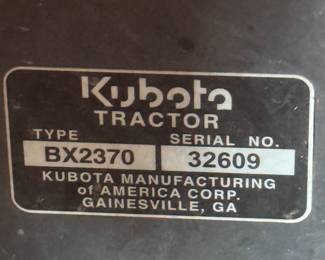 Kubota
TRACTOR
TYPE SERIAL NO.
BX2370 32609
KUBOTA MANUFACTURING
of AMERICA CORP.
GAINESVILLE, GA